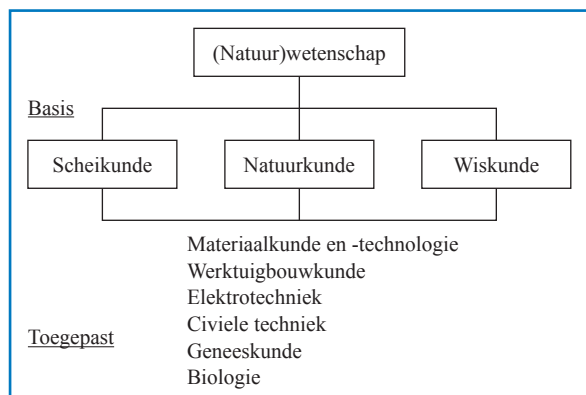 (Natuur)wetenschap
Basis
Scheikunde Natuurkunde Wiskunde
Materiaalkunde en -technologie
Werktuigbouwkunde
Elektrotechniek
Civiele techniek
Toegepast
Geneeskunde
Biologie